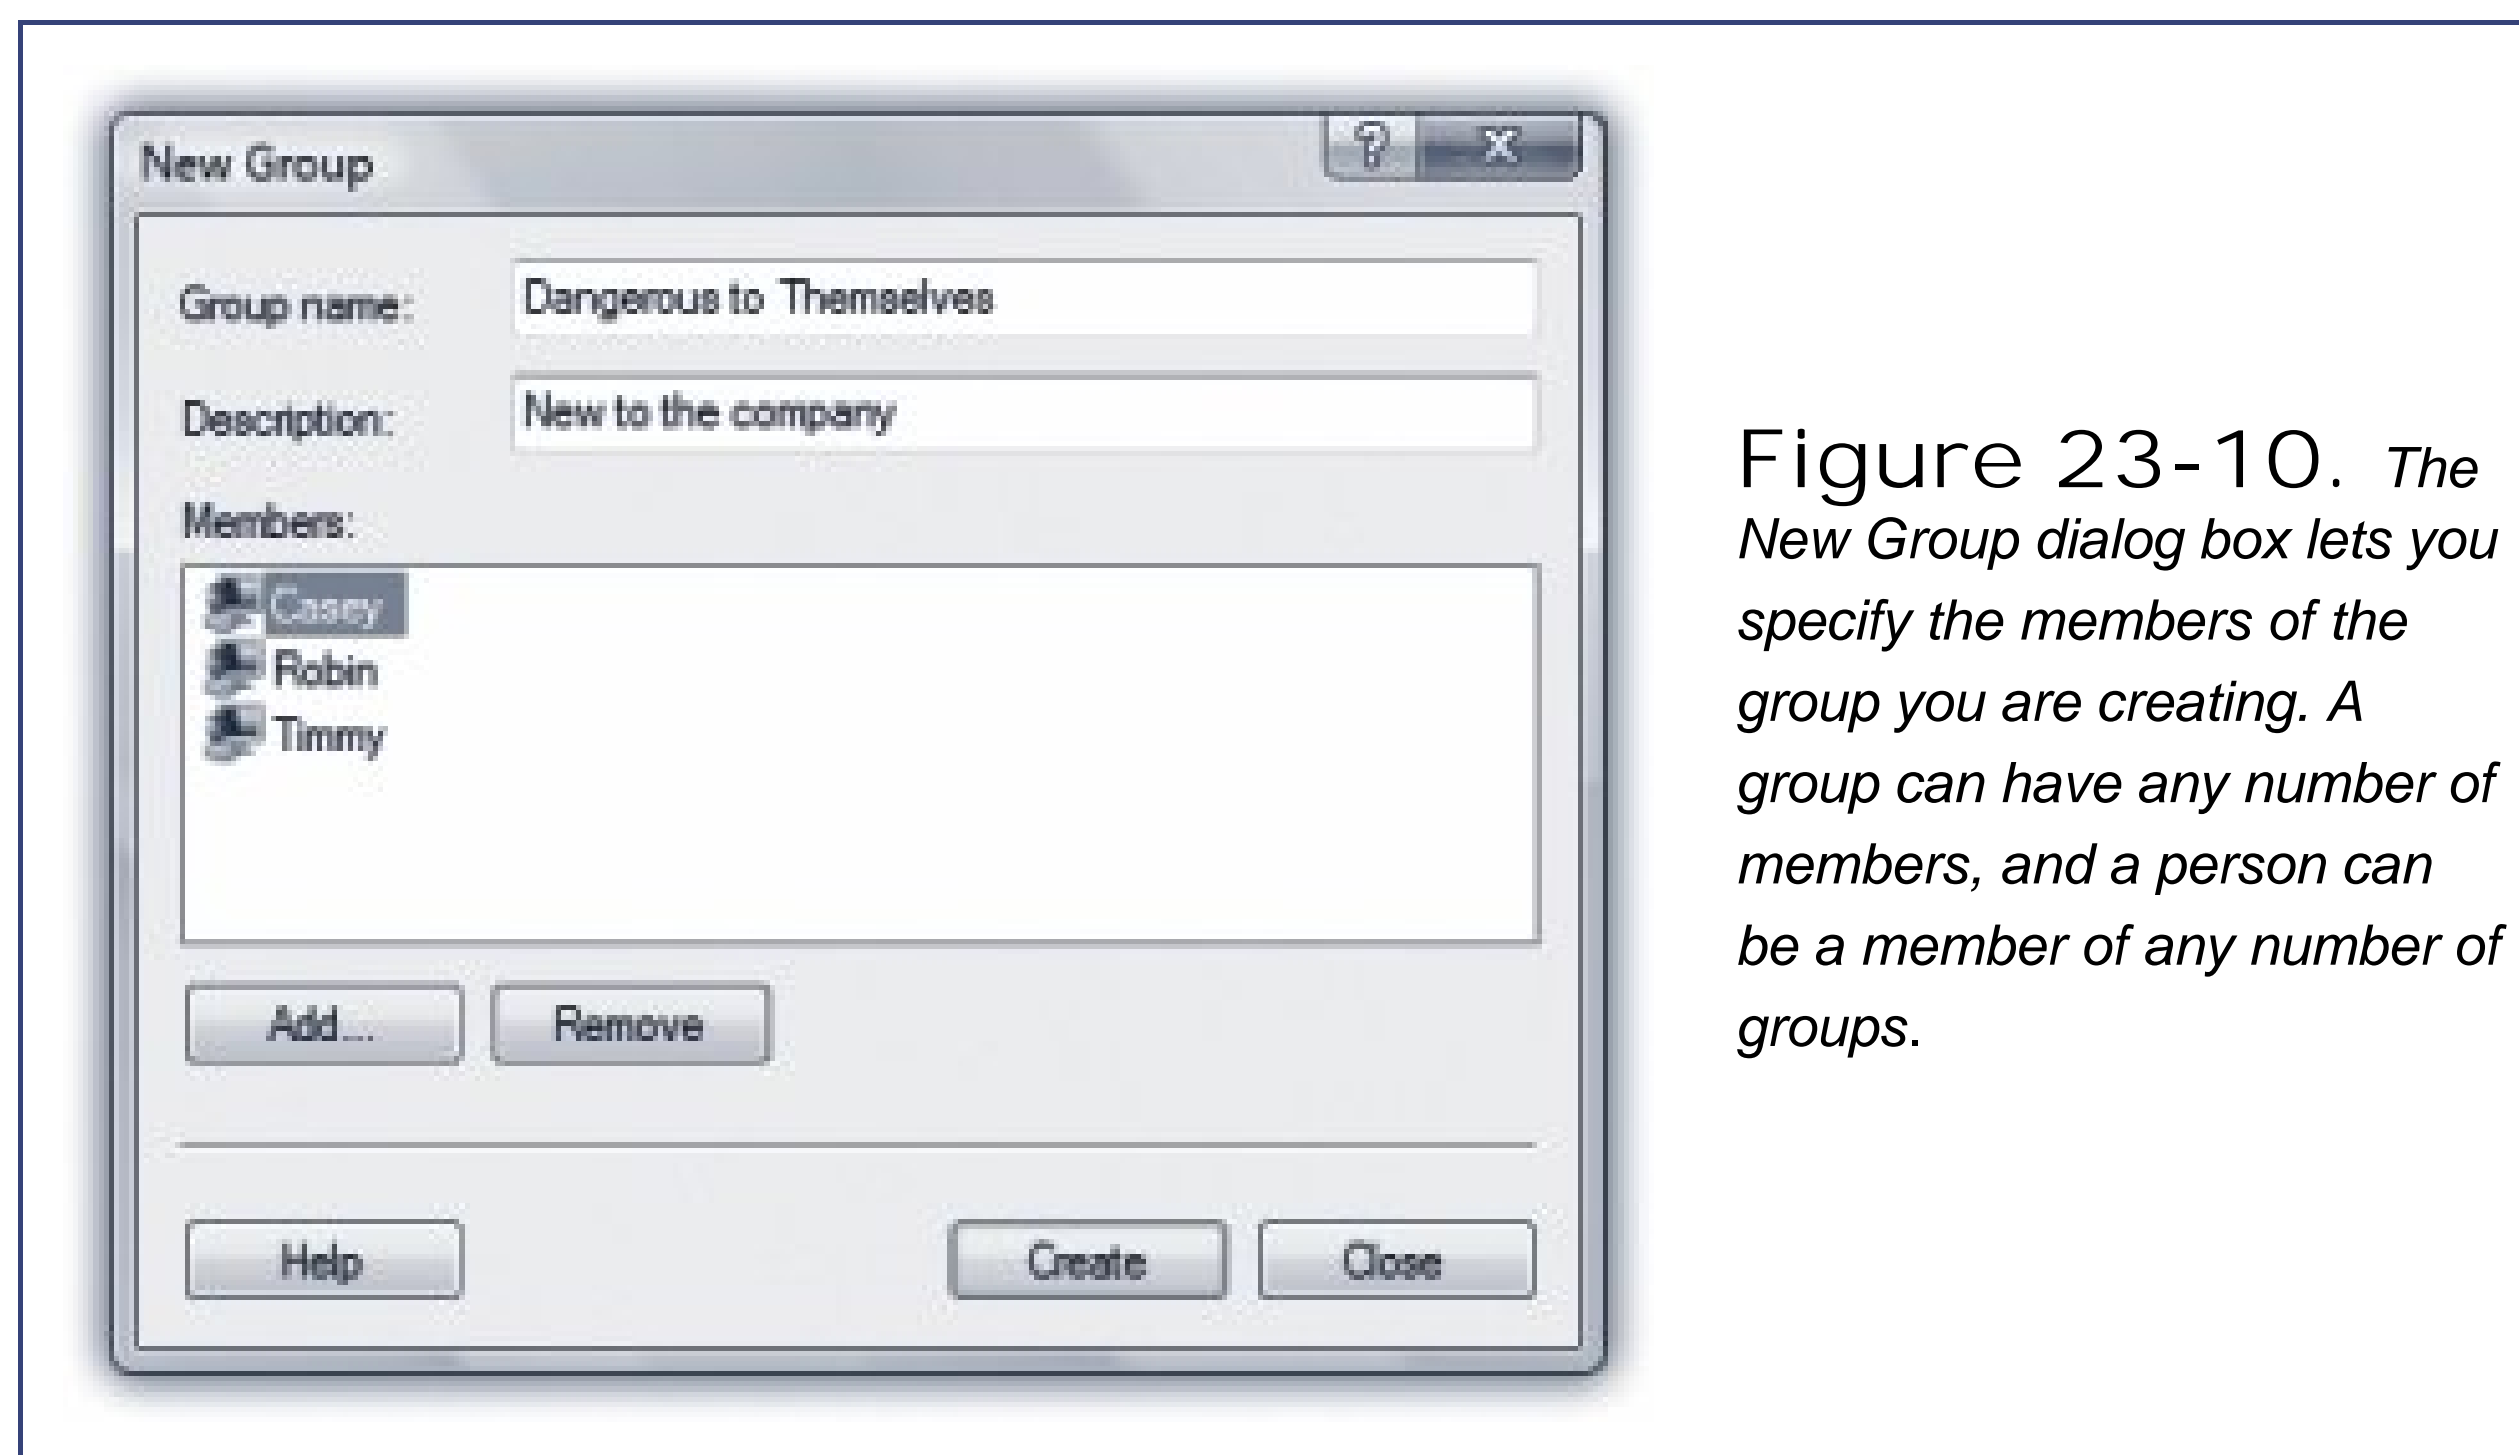 New Group
Group name: Dangerous to Themselves
Description: New to the company
Members:
Casey
Robin
Timmy
Add... Remove
Help Create Close
Figure 23-10. The
New Group dialog box lets you
specify the members of the
group you are creating. A
group can have any number of
members, and a person can
be a member of any number of
groups.